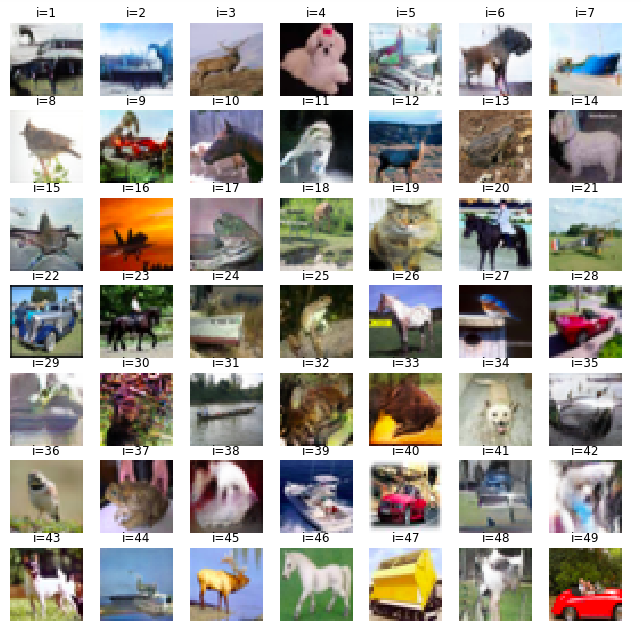 i=1 i=2 i=3 i=4 i=5 i=6 i=7
i=8 i=9 i=10 i=11 i=12 i=13 i=14
i=15 i=16 i=17 i=18 i=19 i=20 i=21
i=22 i=23 i=24 i=25 i=26 i=27 i=28
i=29 i=30 i=31 i=32 i=33 i=34 i=35
i=36 i=37 i=38 i=39 i=40 i=41 i=42
i=43 i=44 i=45 i=46 i=47 i=48 i=49